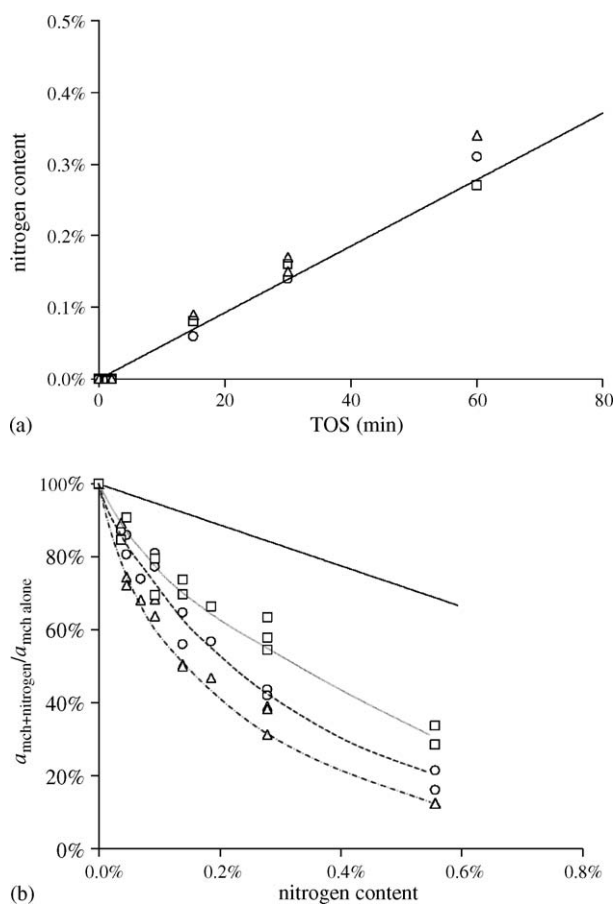 0.5%
0.4%
0.3%
0.2%
0.1%
0.0%
nitrogen content
0 20 40 60 80
(a) TOS (min)
100%
80%
60%
40%
20%
0%
a mch+nitrogen/a mch alone
0.0% 0.2% 0.4% 0.6% 0.8%
(b) nitrogen content